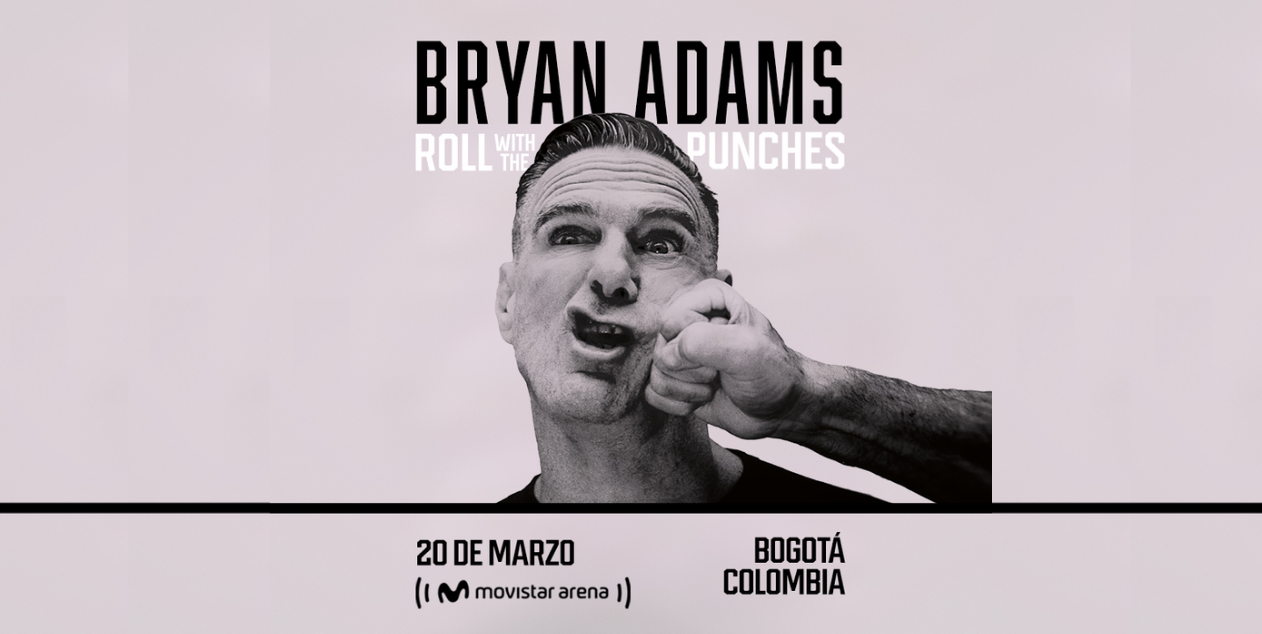 BRYAN ADAMS
ROLL WITH THE PUNCHES
20 DE MARZO
movistar arena
BOGOTÁ
COLOMBIA